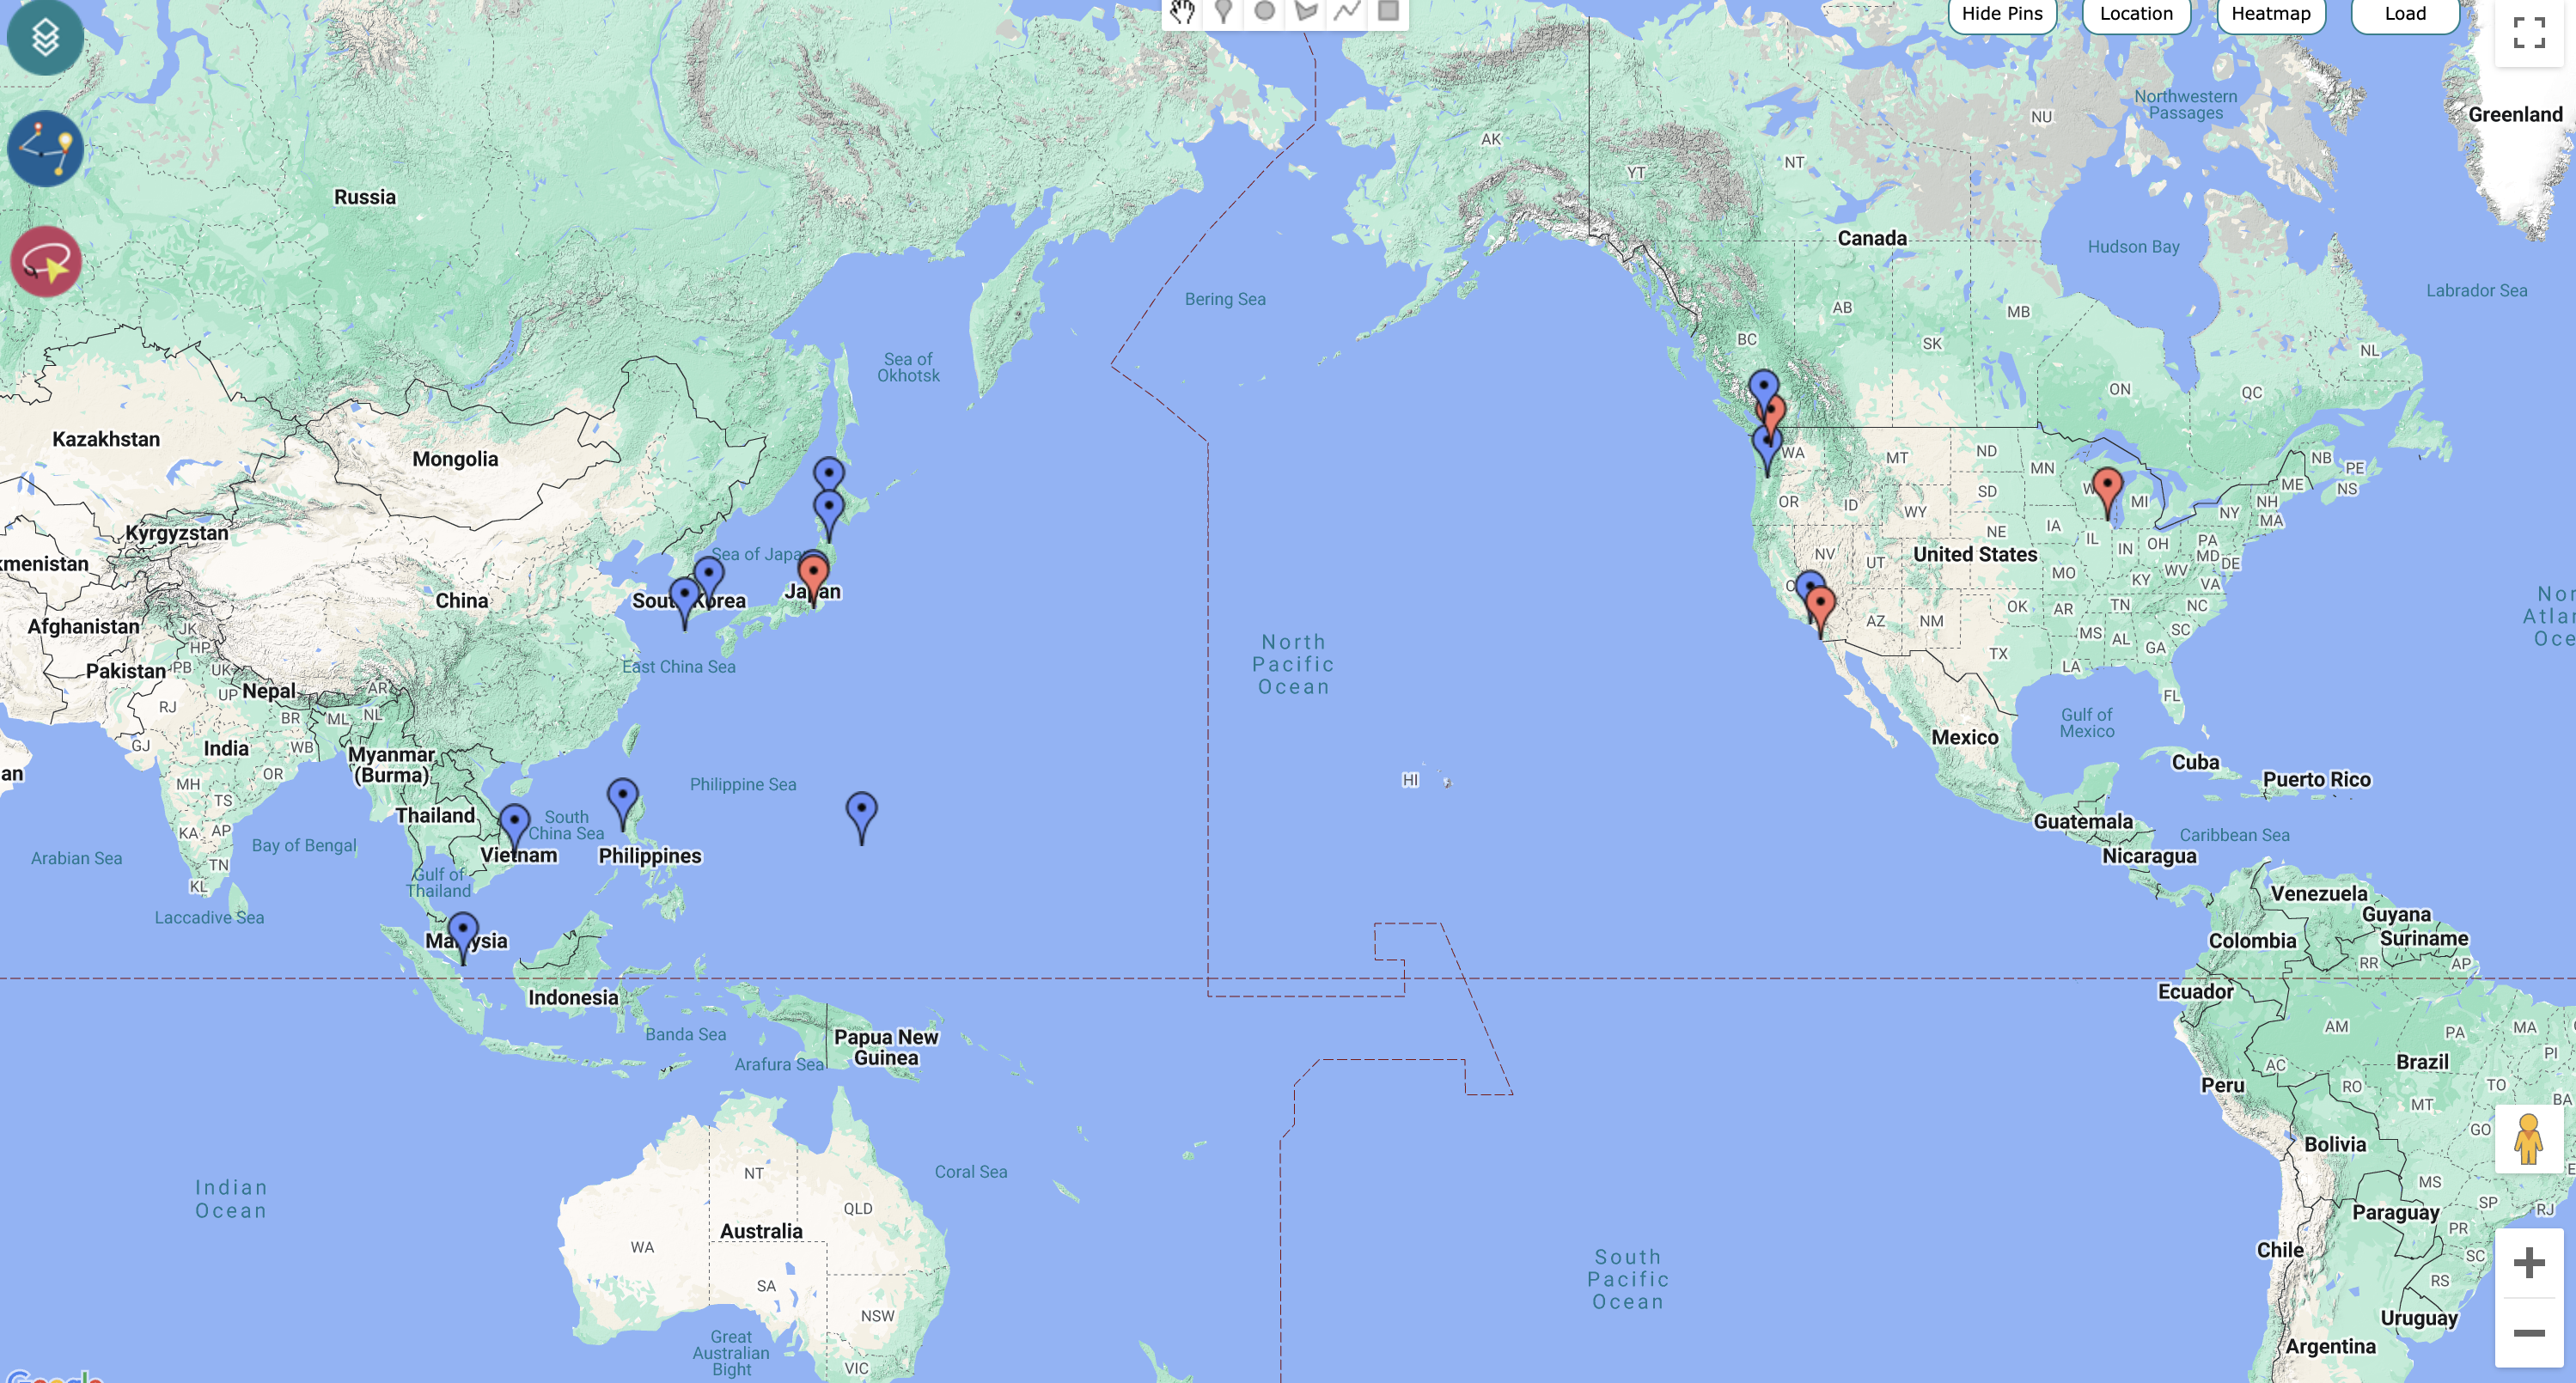 Hide Pins
Location
Heatmap
Load
Greenland
Northwestern
Passages
NU
AK
NT
YT
Russia
Canada
Hudson Bay
Labrador Sea
Bering Sea
AB
MB
BC
SK
NL
Sea of
Okhotsk
ON
QC
Kazakhstan
Mongolia
WA
MT
ND
MN
NB
PE
ME
NS
OR
ID
SD
MI
NH
NY
MA
WY
Kyrgyzstan
IA
NE
IL
IN
OH
PA
MD
DE
kmenistan
Sea of Japa
NV
UT
United States
MO
KY
WV
VA
China
South Korea
Japan
Afghanistan
JK
HP
AZ
NM
OK
AR
TN
NC
MS
AL
SC
GA
Pakistan
PB
UK
UP
Nepal
AR
East China Sea
North
Pacific
Ocean
TX
LA
FL
Nor
Atlan
Oce
RJ
BR
ML
NL
GJ
India
WB
Myanmar
(Burma)
Gulf of
Mexico
Mexico
Cuba
Puerto Rico
an
MH
OR
TS
Philippine Sea
HI
Thailand
South
China Sea
KA
AP
Bay of Bengal
Guatemala
Caribbean Sea
Arabian Sea
TN
Vietnam
Philippines
Nicaragua
KL
Gulf of
Thailand
Laccadive Sea
Venezuela
Guyana
Malaysia
Colombia
Suriname
RR
AP
Indonesia
Ecuador
Banda Sea
Papua New
Guinea
Arafura Sea
AM
PA
MA
PI
AC
Brazil
Peru
RO
TO
MT
BA
GO
Bolivia
Coral Sea
NT
Indian
Ocean
QLD
MS
SP
Paraguay
RJ
PR
Australia
WA
SC
Chile
South
Pacific
Ocean
SA
RS
NSW
Uruguay
Great
Australian
Bight
VIC
Argentina
Google